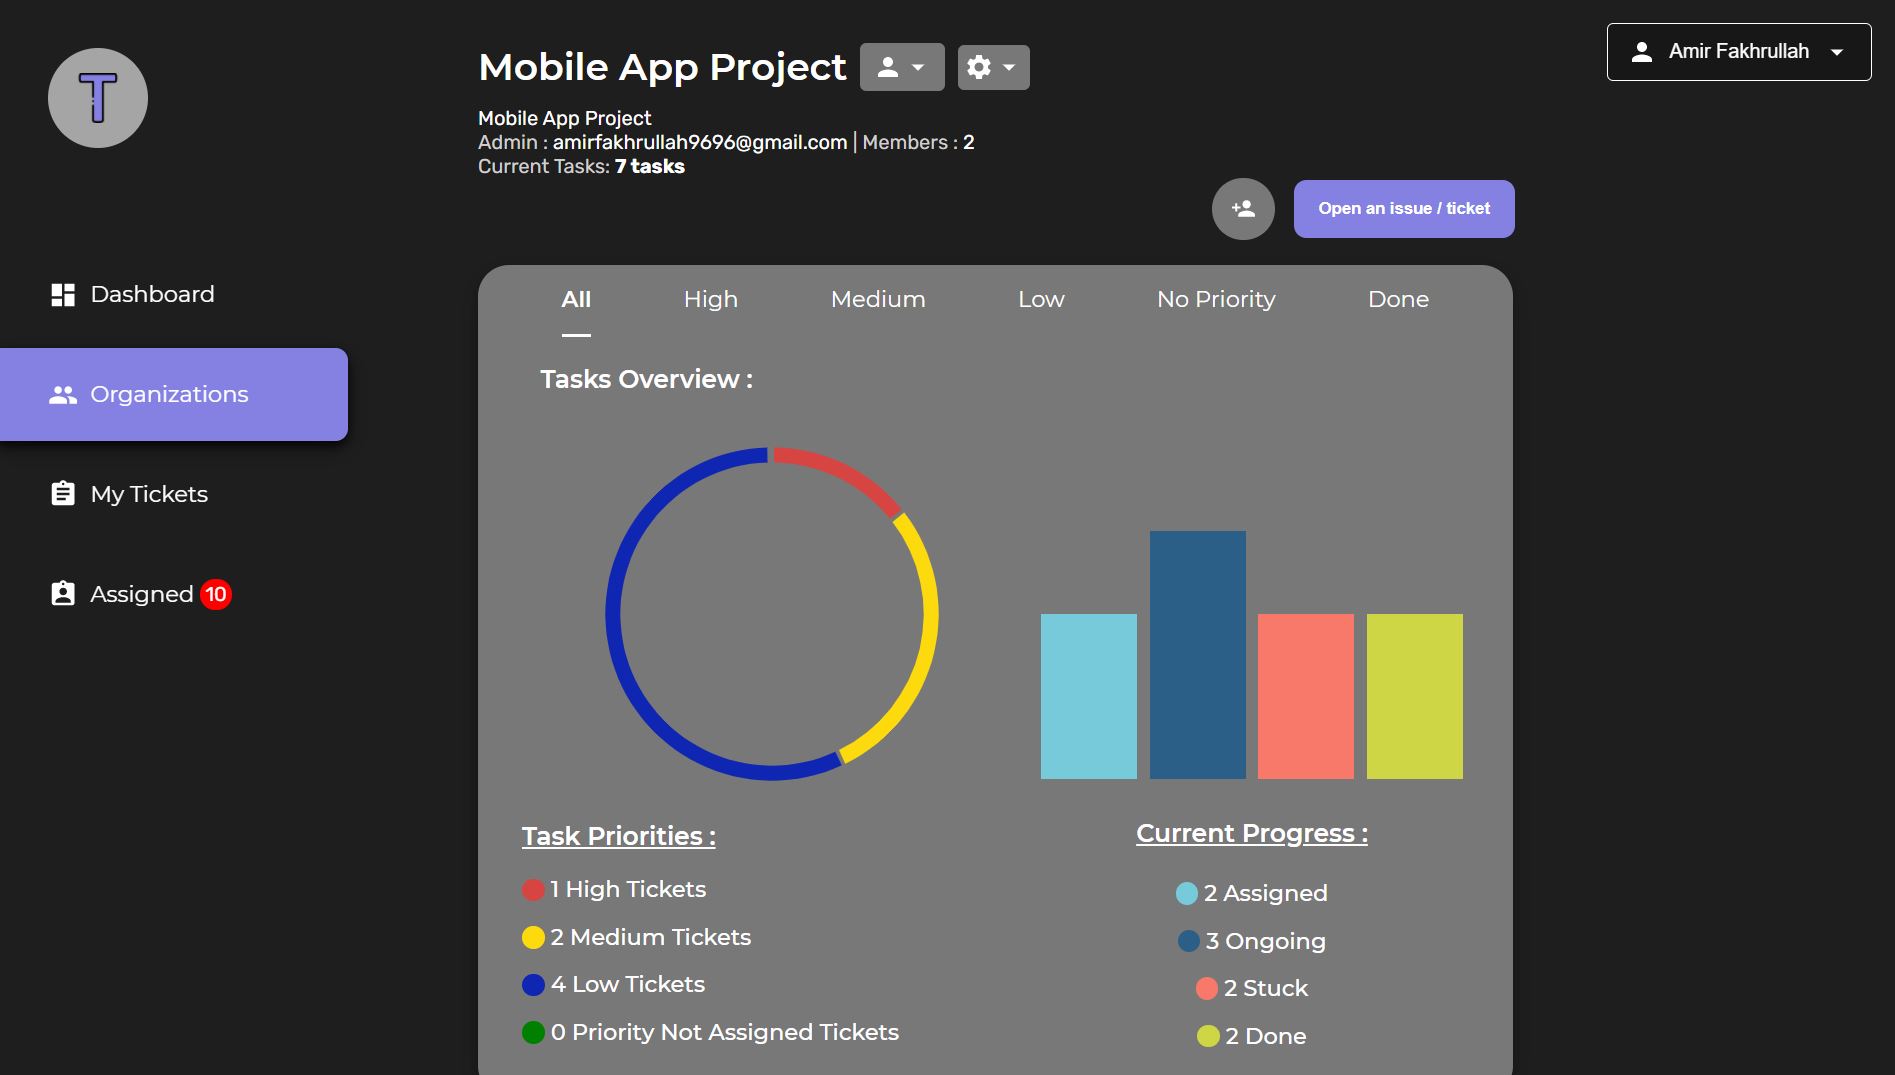 T
Mobile App Project
Amir Fakhrullah
Mobile App Project
Admin : amirfakhrullah9696@gmail.com | Members : 2
Current Tasks: 7 tasks
Open an issue / ticket
Dashboard
Organizations
My Tickets
Assigned 10
All High Medium Low No Priority Done
Tasks Overview :
Task Priorities :
1 High Tickets
2 Medium Tickets
4 Low Tickets
0 Priority Not Assigned Tickets
Current Progress :
2 Assigned
3 Ongoing
2 Stuck
2 Done